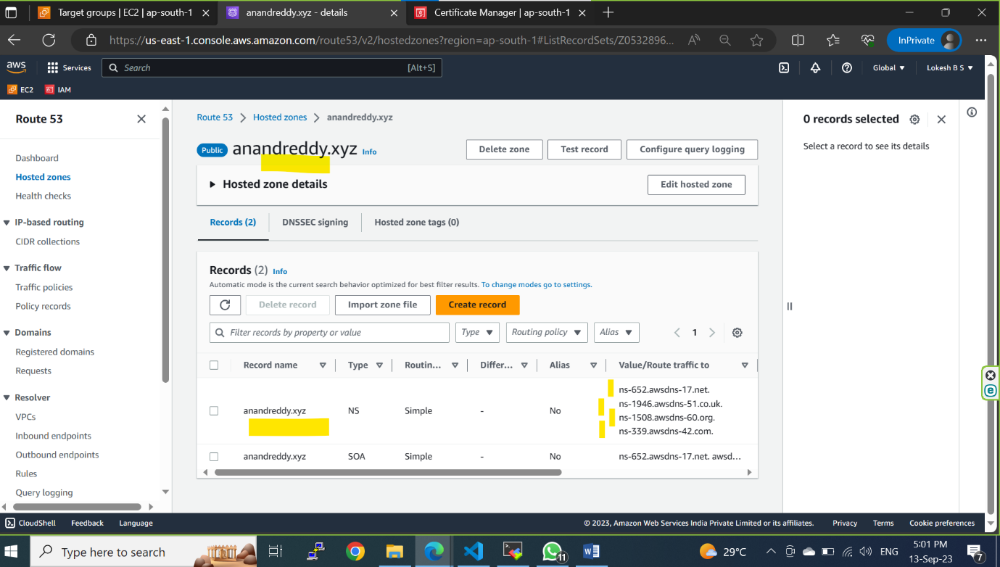 Target groups | EC2 | ap-south-1
anandreddy.xyz - details
Certificate Manager | ap-south-1
https://us-east-1.console.aws.amazon.com/route53/v2/hostedzones?region=ap-south-1#ListRecordSets/Z0532896...
InPrivate
aws
Services
Search
[Alt+S]
Global
Lokesh B S
EC2
IAM
Route 53
Dashboard
Hosted zones
Health checks
IP-based routing
CIDR collections
Traffic flow
Traffic policies
Policy records
Domains
Registered domains
Requests
Resolver
VPCs
Inbound endpoints
Outbound endpoints
Rules
Query logging
Route 53 > Hosted zones > anandreddy.xyz
Public anandreddy.xyz Info
Delete zone
Test record
Configure query logging
Hosted zone details
Edit hosted zone
Records (2)
DNSSEC signing
Hosted zone tags (0)
Records (2) Info
Automatic mode is the current search behavior optimized for best filter results. To change modes go to settings.
Delete record
Import zone file
Create record
Filter records by property or value
Type
Routing policy
Alias
1
Record name Type Routin... Differ... Alias Value/Route traffic to
anandreddy.xyz NS Simple - No
ns-652.awsdns-17.net.
ns-1946.awsdns-51.co.uk.
ns-1508.awsdns-60.org.
ns-339.awsdns-42.com.
anandreddy.xyz SOA Simple - No ns-652.awsdns-17.net. awsd...
0 records selected
Select a record to see its details
CloudShell Feedback Language
© 2023, Amazon Web Services India Private Limited or its affiliates. Privacy Terms Cookie preferences
Type here to search
11
29°C
ENG
5:01 PM
13-Sep-23
7